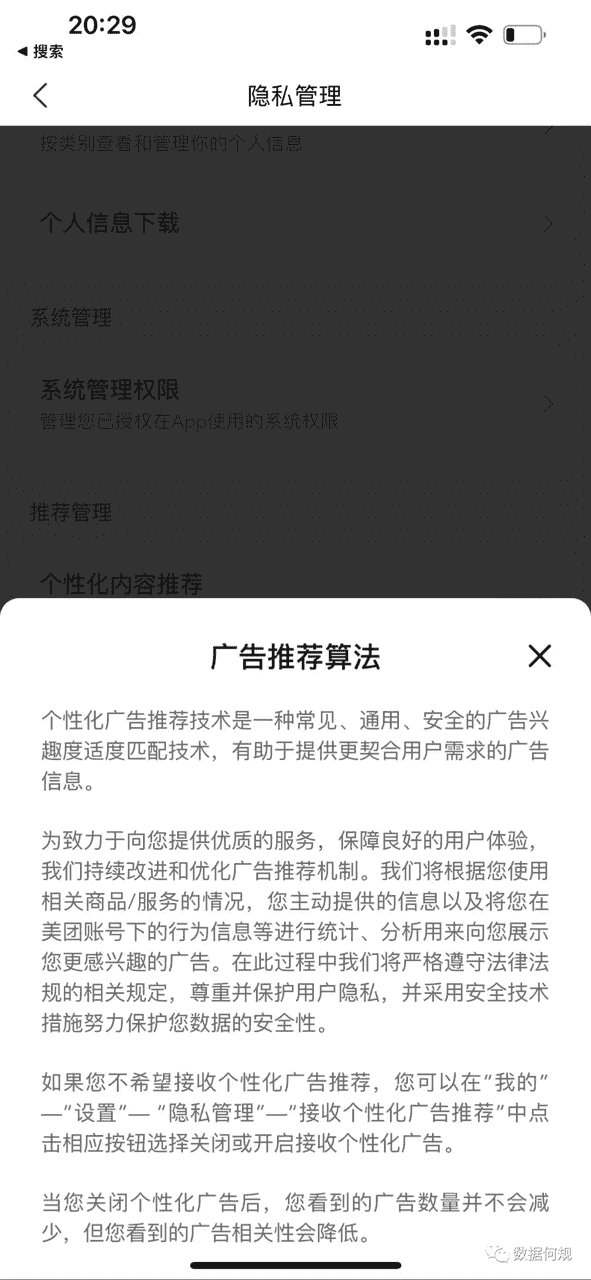 20:29
搜索
隐私管理
按类别查看和管理你的个人信息
个人信息下载
系统管理
系统管理权限
管理您已授权在App使用的系统权限
推荐管理
个性化内容推荐
广告推荐算法
个性化广告推荐技术是一种常见、通用、安全的广告兴
趣度适度匹配技术，有助于提供更契合用户需求的广告
信息。
为致力于向您提供优质的服务，保障良好的用户体验，
我们持续改进和优化广告推荐机制。我们将根据您使用
相关商品/服务的情况，您主动提供的信息以及将您在
美团账号下的行为信息等进行统计、分析用来向您展示
您更感兴趣的广告。在此过程中我们将严格遵守法律法
规的相关规定，尊重并保护用户隐私，并采用安全技术
措施努力保护您数据的安全性。
如果您不希望接收个性化广告推荐，您可以在“我的”
—“设置”— “隐私管理”—“接收个性化广告推荐”中点
击相应按钮选择关闭或开启接收个性化广告。
当您关闭个性化广告后，您看到的广告数量并不会减
少，但您看到的广告相关性会降低。
数据何规